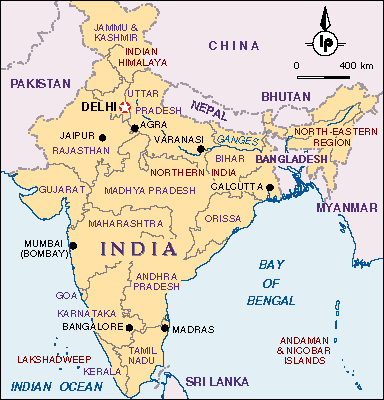 JAMMU &
KASHMIR
lp
CHINA
INDIAN
HIMALAYA
0 400 km
PAKISTAN
UTTAR
PRADESH
DELHI
NEPAL
BHUTAN
AGRA
JAIPUR
VARANASI
GANGES
NORTH-EASTERN
REGION
RAJASTHAN
BIHAR
BANGLADESH
NORTHERN INDIA
GUJARAT
MADHYA PRADESH
CALCUTTA
MYANMAR
MAHARASHTRA
ORISSA
INDIA
MUMBAI
(BOMBAY)
BAY
OF
BENGAL
ANDHRA
PRADESH
GOA
KARNATAKA
BANGALORE
MADRAS
ANDAMAN
& NICOBAR
ISLANDS
LAKSHADWEEP
TAMIL
NADU
KERALA
INDIAN OCEAN
SRI LANKA